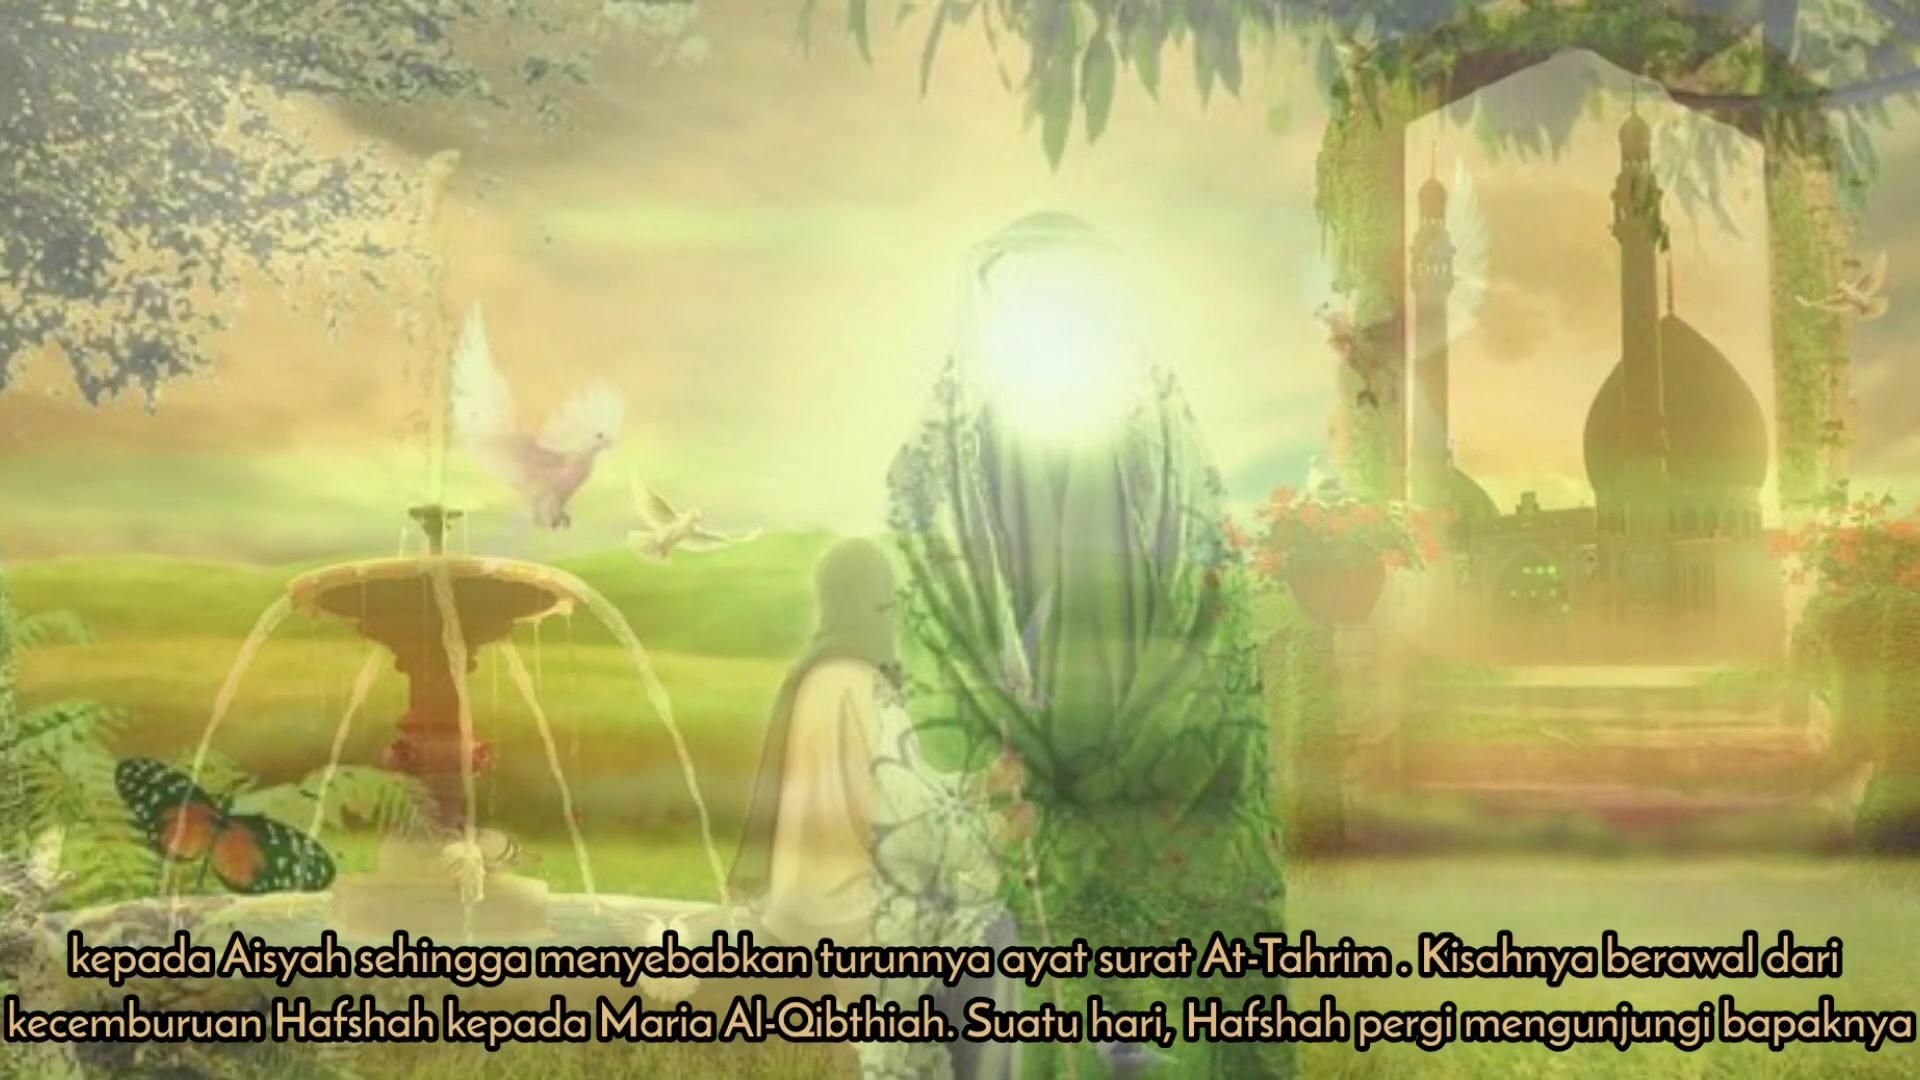 kepada Aisyah sehingga menyebabkan turunnya ayat surat At-Tahrim . Kisahnya berawal dari
kecemburuan Hafshah kepada Maria Al-Qibthiah. Suatu hari, Hafshah pergi mengunjungi bapaknya